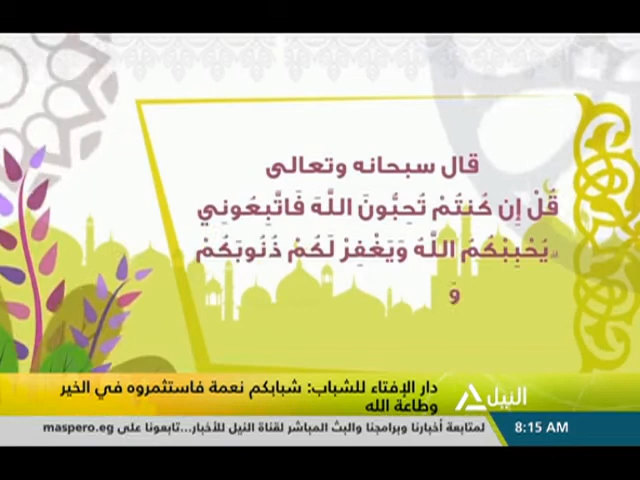 قال سبحانه وتعالى
قُلْ إِن كُنتُمْ تُحِبُّونَ اللَّهَ فَاتَّبِعُونِي
يُحْبِبْكُمُ اللَّهُ وَيَغْفِرْ لَكُمْ ذُنُوبَكُمْ
وَ
دار الإفتاء للشباب: شبابكم نعمة فاستثمروه في الخير
وطاعة الله
النيل
لمتابعة أخبارنا وبرامجنا والبث المباشر لقناة النيل للأخبار...تابعونا على maspero.eg
8:15 AM